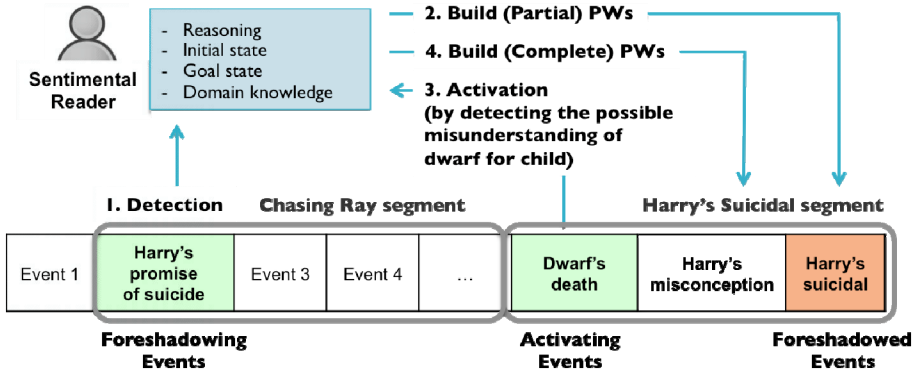 Sentimental
Reader
- Reasoning
- Initial state
- Goal state
- Domain knowledge
2. Build (Partial) PWs
4. Build (Complete) PWs
3. Activation
(by detecting the possible
misunderstanding of
dwarf for child)
1. Detection
Chasing Ray segment
Harry's Suicidal segment
Event 1
Harry's
promise
of suicide
Event 3
Event 4
...
Dwarf's
death
Harry's
misconception
Harry's
suicidal
Foreshadowing
Events
Activating
Events
Foreshadowed
Events